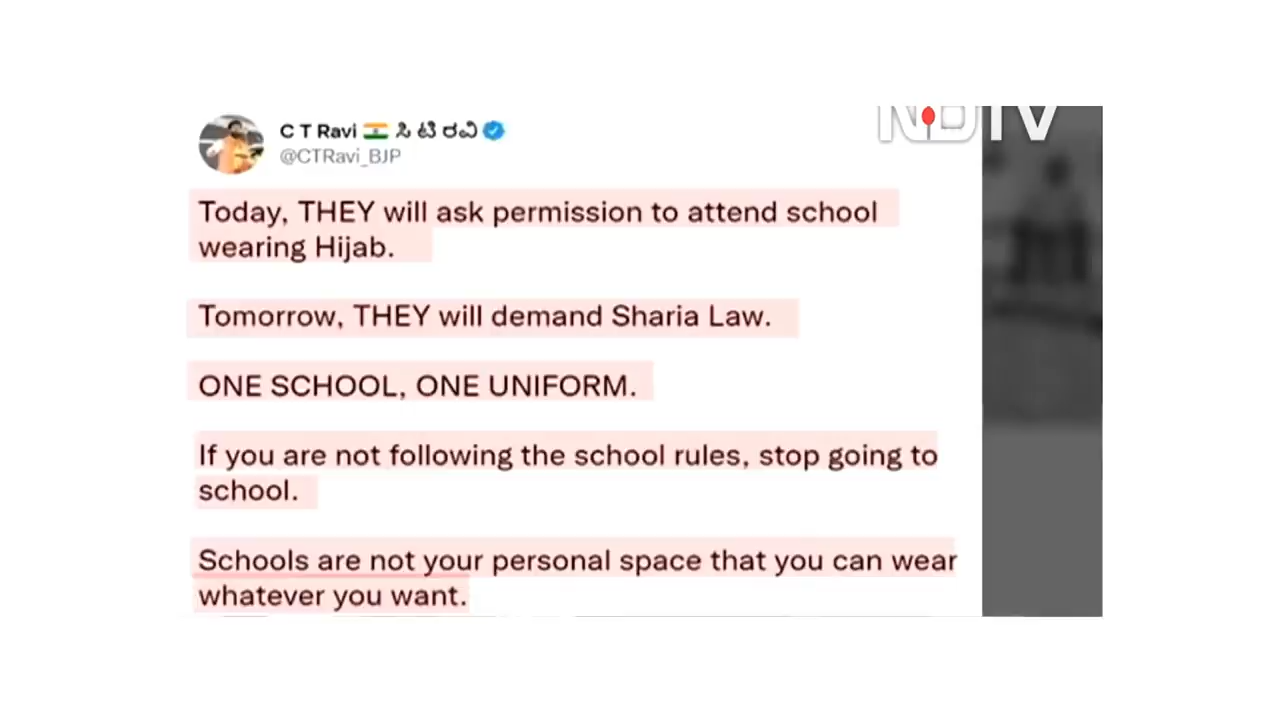 NDTV
C T Ravi ಸಿ ಟಿ ರವಿ
@CTRavi_BJP
Today, THEY will ask permission to attend school
wearing Hijab.
Tomorrow, THEY will demand Sharia Law.
ONE SCHOOL, ONE UNIFORM.
If you are not following the school rules, stop going to
school.
Schools are not your personal space that you can wear
whatever you want.